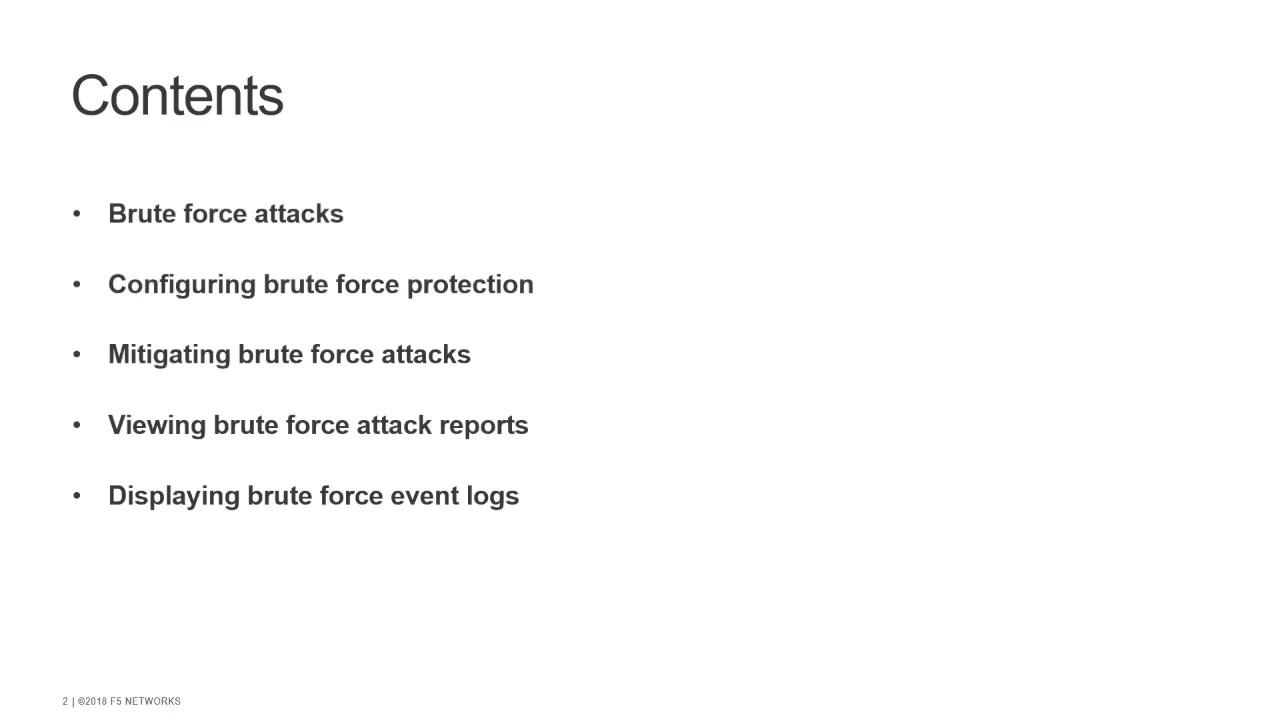 Contents
• Brute force attacks
• Configuring brute force protection
• Mitigating brute force attacks
• Viewing brute force attack reports
• Displaying brute force event logs
2 | ©2018 F5 NETWORKS